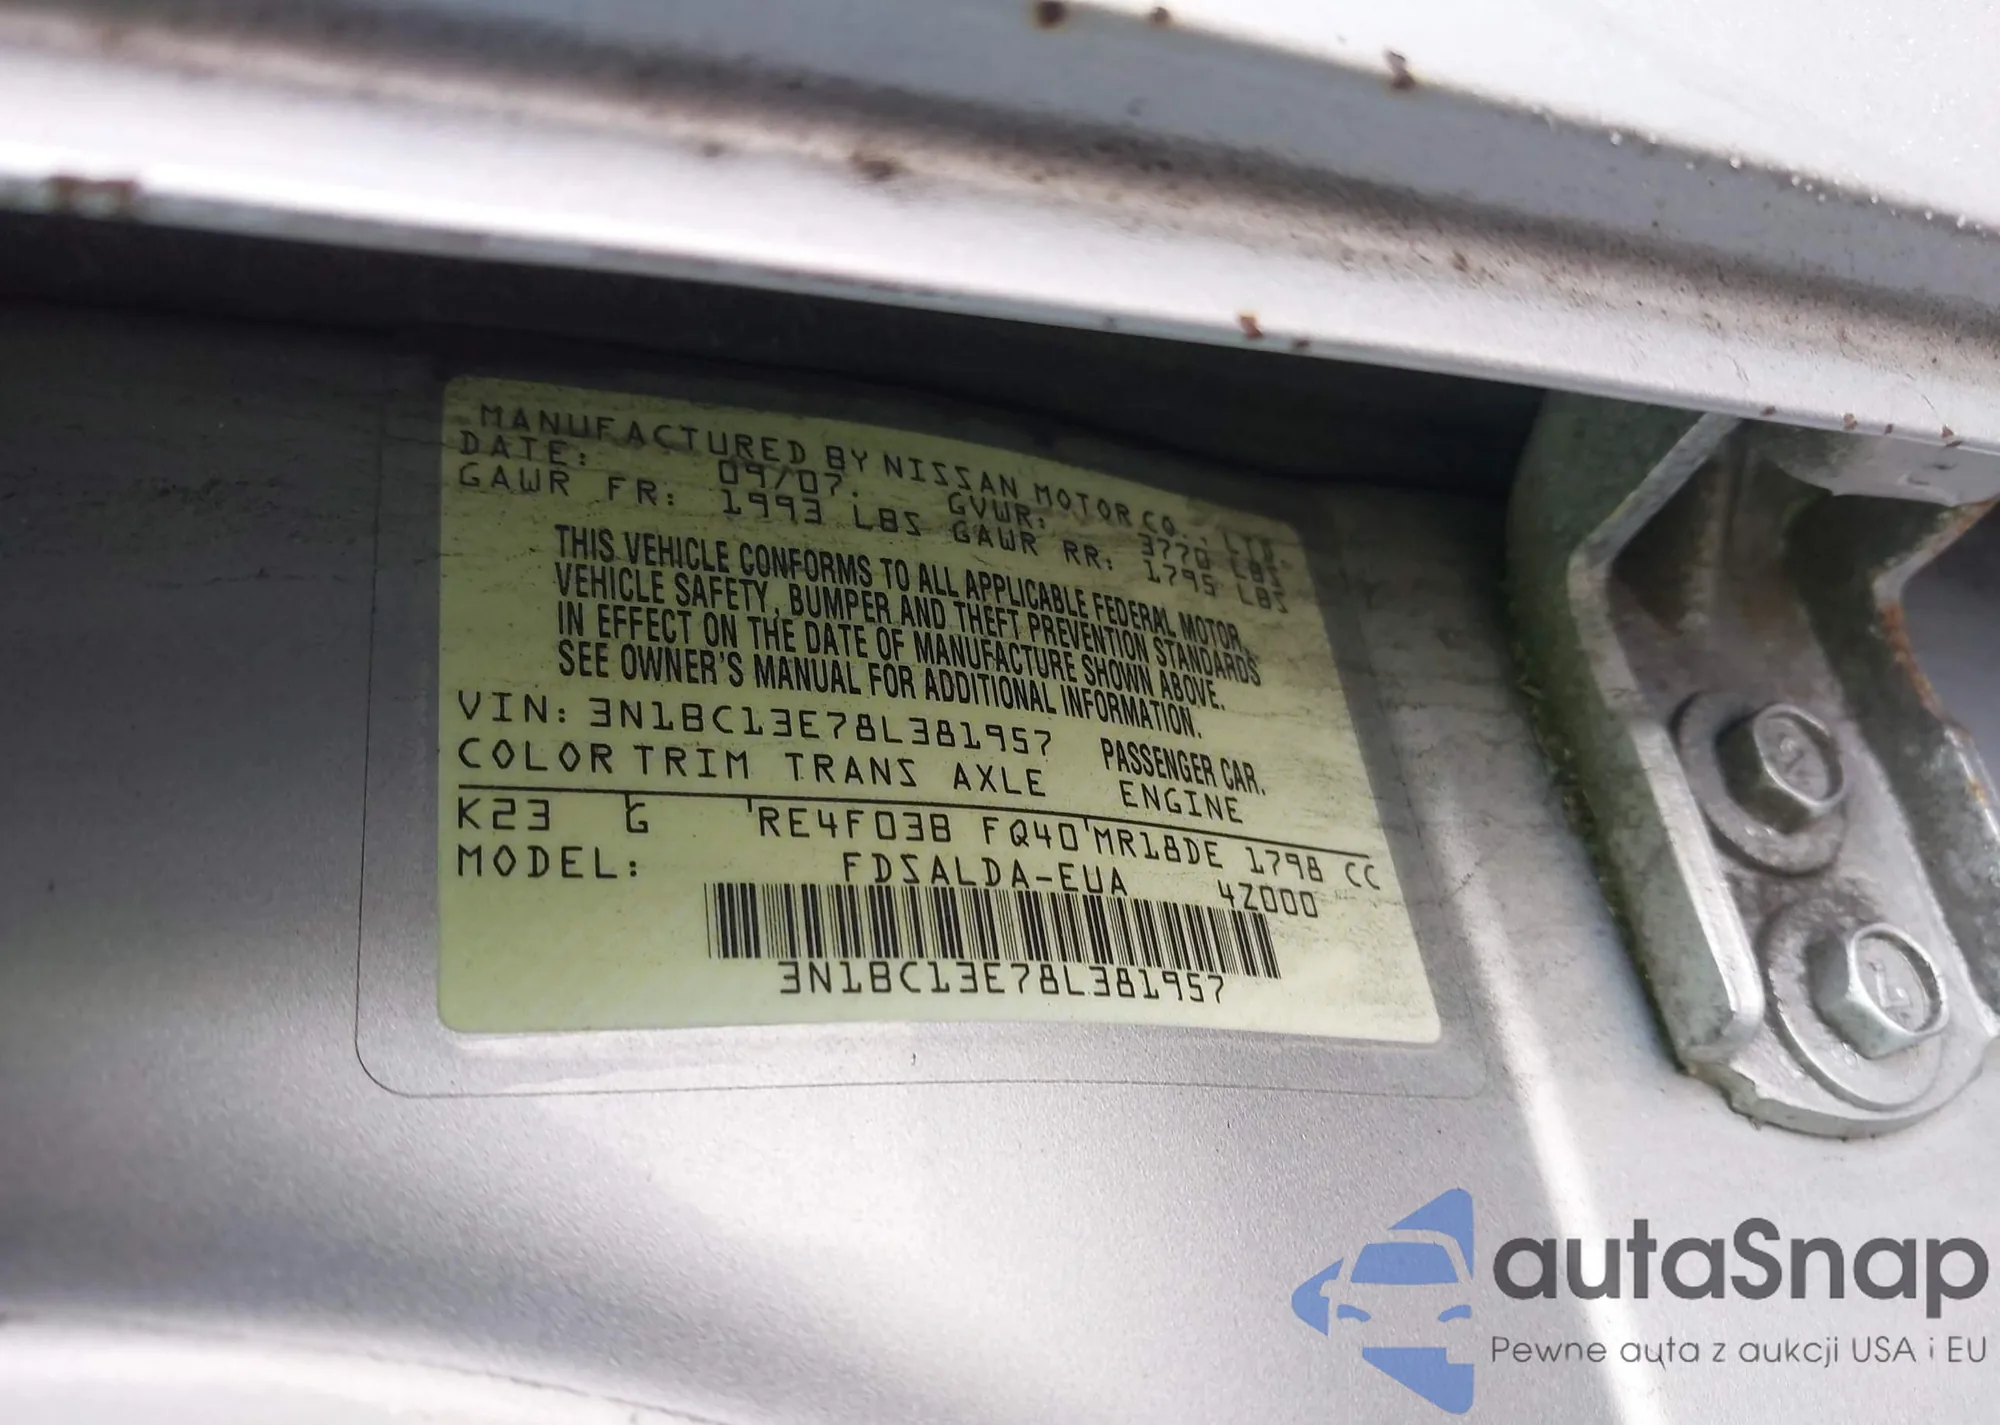 MANUFACTURED BY NISSAN MOTOR CO., LTD.
DATE: 09/07. GVWR: 3770 LBS
GAWR FR: 1993 LBS GAWR RR: 1795 LBS
THIS VEHICLE CONFORMS TO ALL APPLICABLE FEDERAL MOTOR
VEHICLE SAFETY, BUMPER AND THEFT PREVENTION STANDARDS
IN EFFECT ON THE DATE OF MANUFACTURE SHOWN ABOVE.
SEE OWNER'S MANUAL FOR ADDITIONAL INFORMATION.
VIN: 3N1BC13E78L381957 PASSENGER CAR.
COLOR TRIM TRANS AXLE ENGINE
K23 G RE4F03B FQ40 MR18DE 1798 CC
MODEL: FDSALDA-EUA 4Z000
3N1BC13E78L381957
autaSnap
Pewne auta z aukcji USA i EU